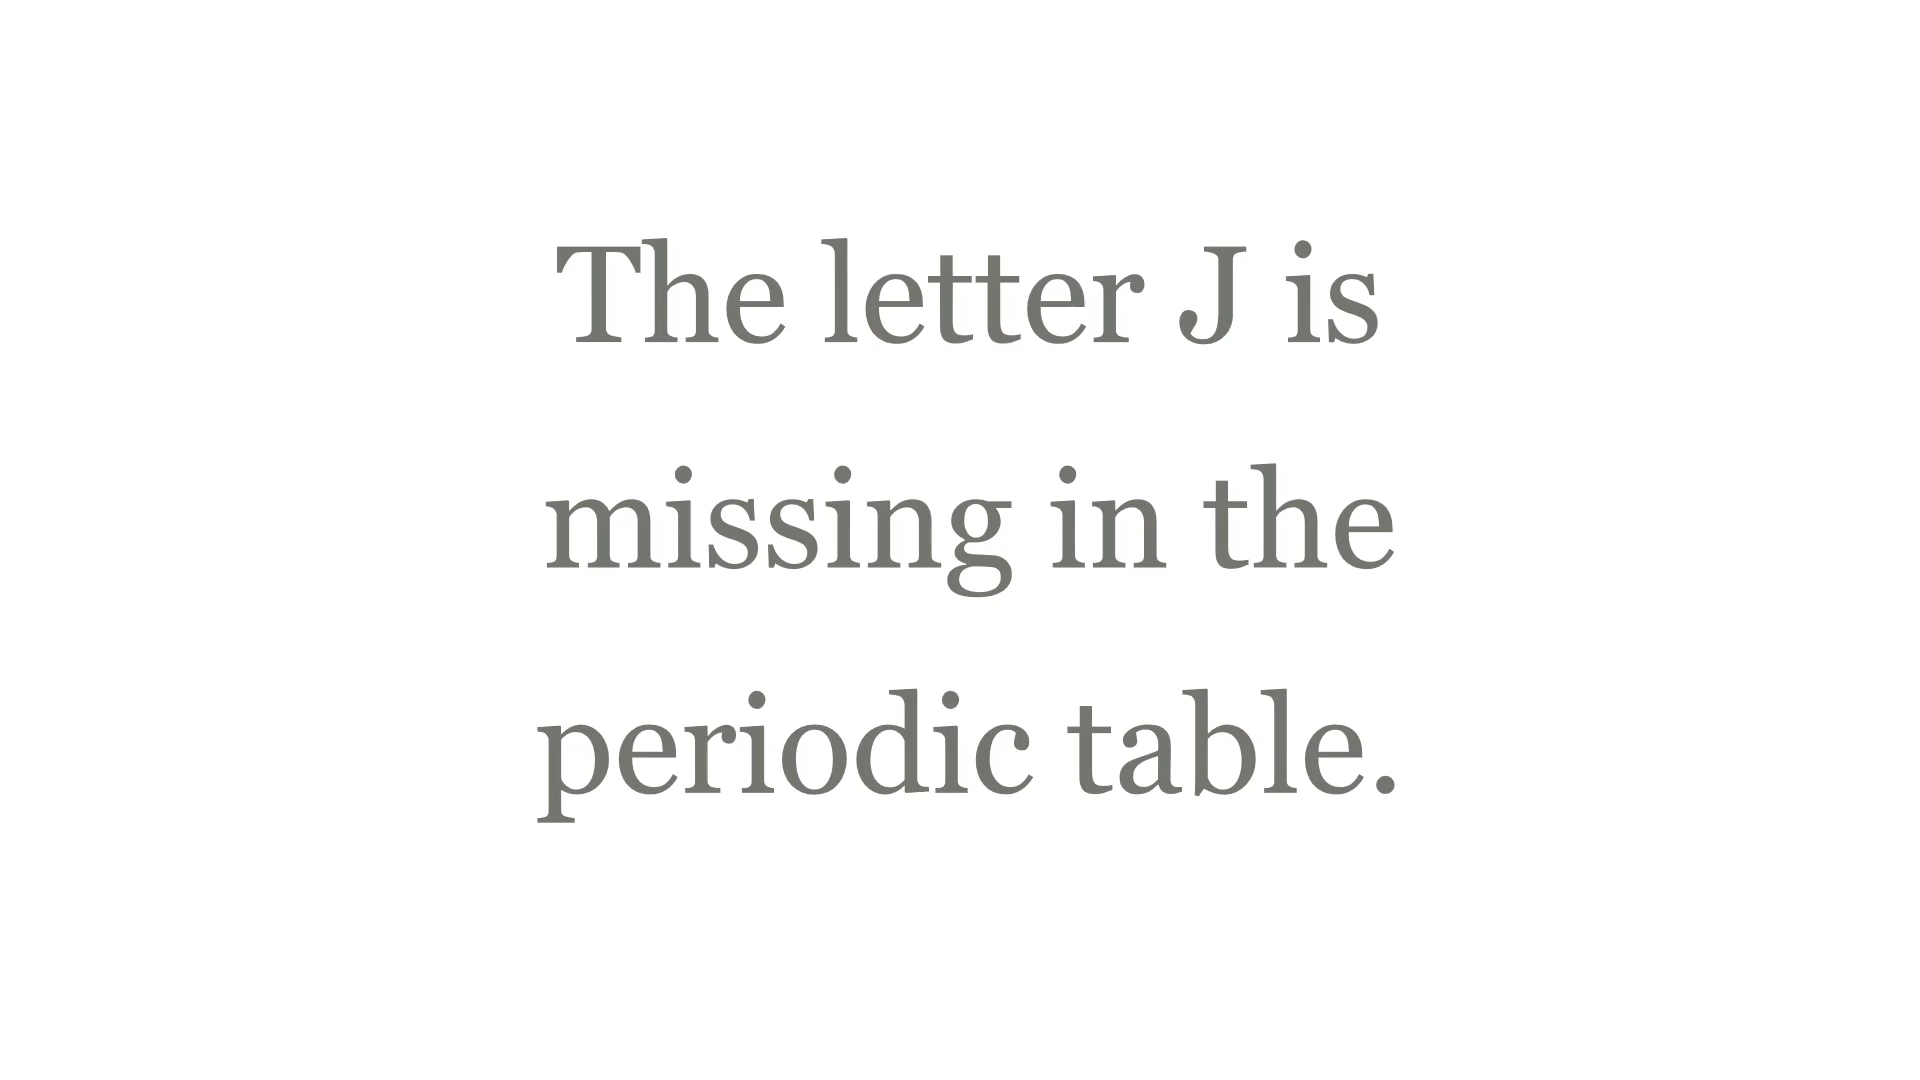 The letter J is
missing in the
periodic table.